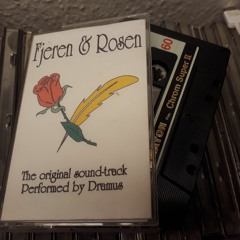 Fjeren & Rosen
The original sound-track
Performed by Dramus
60
Chrom Super II